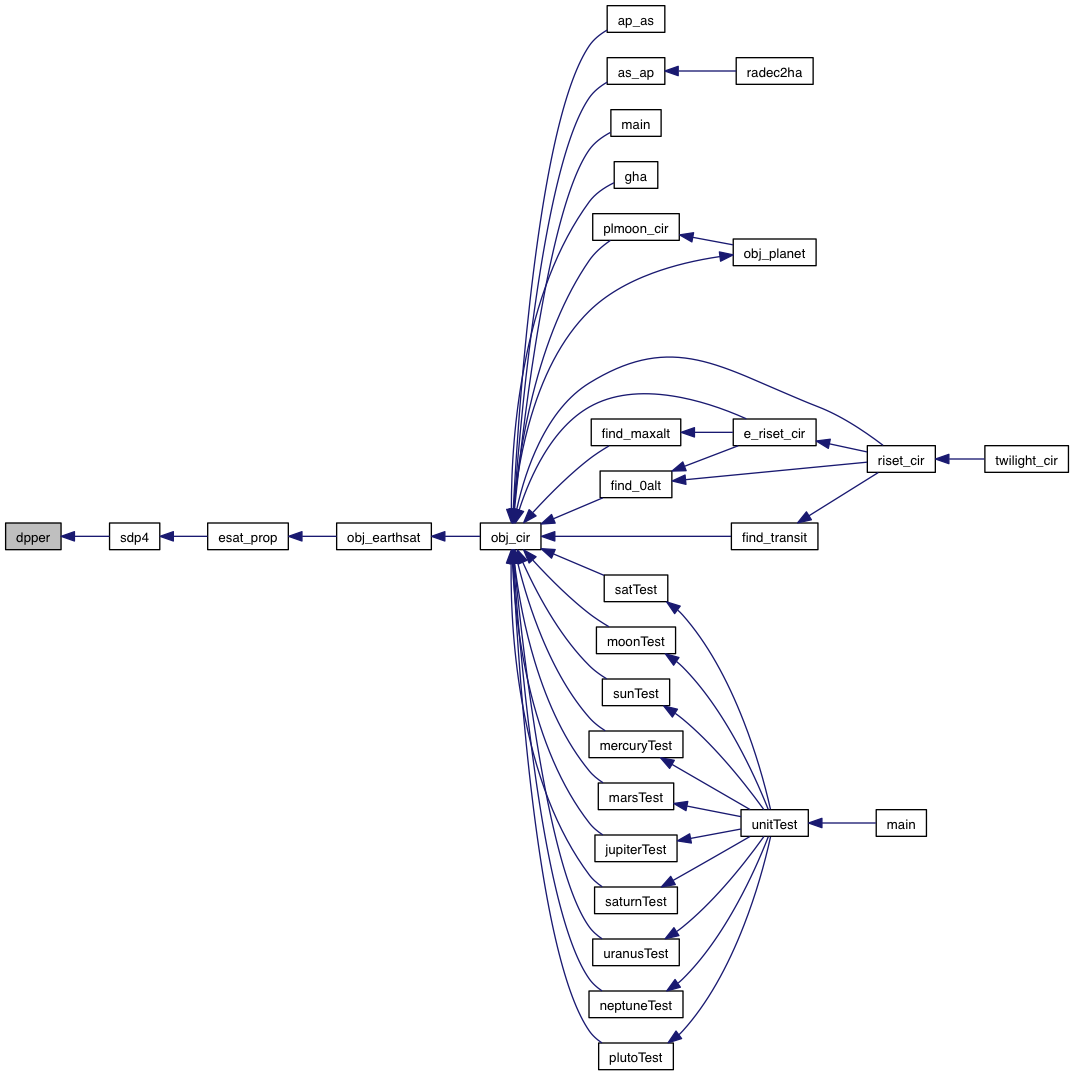 ap_as
as_ap
radec2ha
main
gha
plmoon_cir
obj_planet
find_maxalt
e_riset_cir
riset_cir
twilight_cir
find_0alt
dpper
sdp4
esat_prop
obj_earthsat
obj_cir
find_transit
satTest
moonTest
sunTest
mercuryTest
marsTest
unitTest
main
jupiterTest
saturnTest
uranusTest
neptuneTest
plutoTest